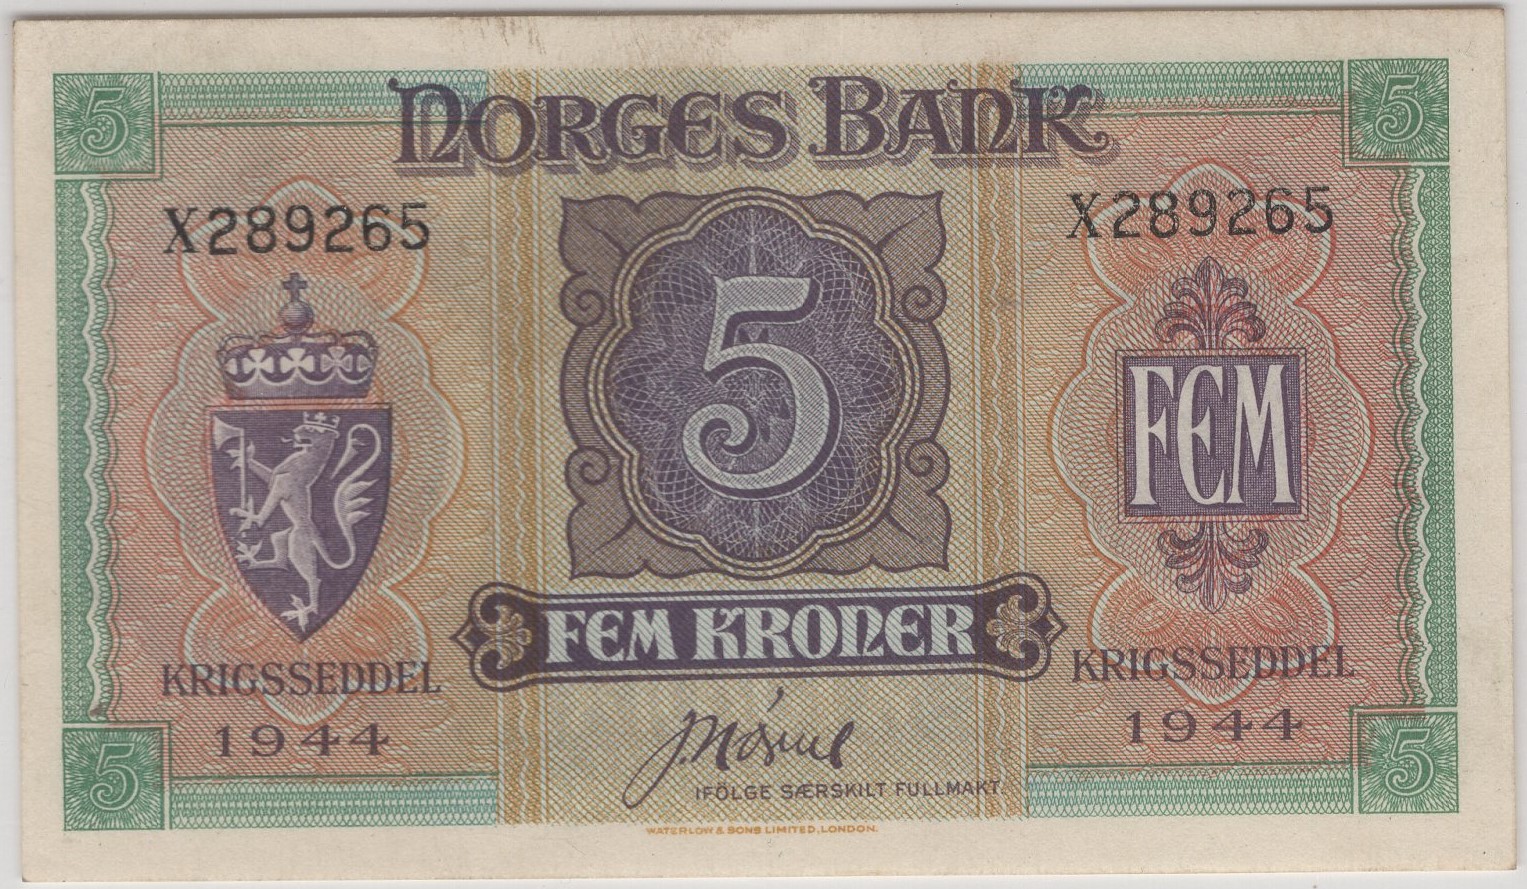 5 5
NORGES BANK
X289265 X289265
5
FEM
FEM KRONER
KRIGSSEDDEL KRIGSSEDDEL
1944 1944
IFÖLGE SÆRSKILT FULLMAKT
5 5
WATERLOW & SONS LIMITED, LONDON.